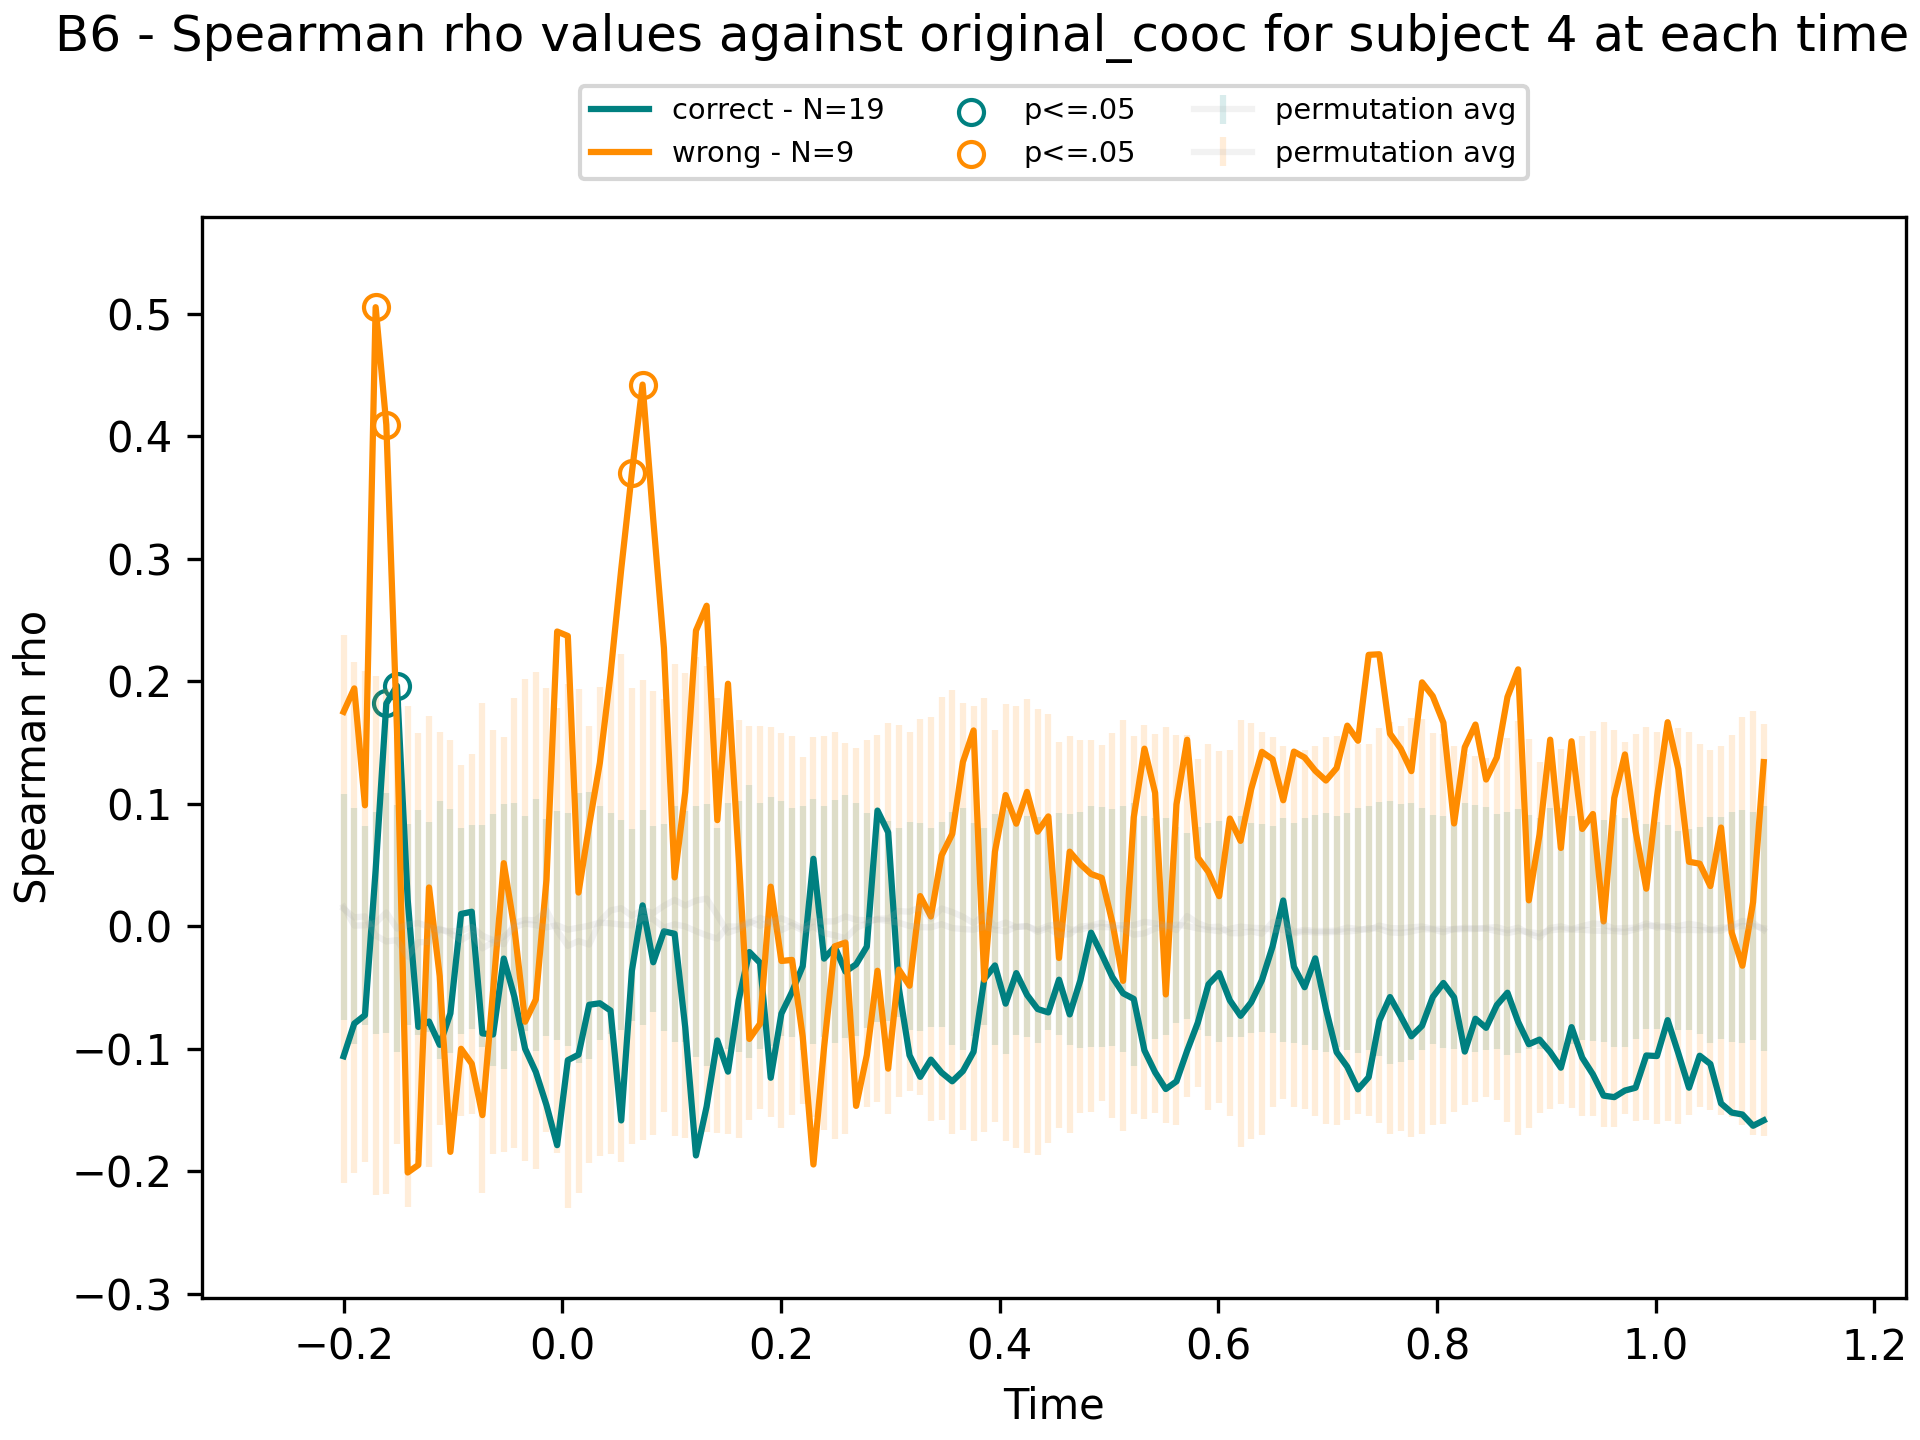 B6 - Spearman rho values against original_cooc for subject 4 at each time
correct - N=19
wrong - N=9
p<=.05
p<=.05
permutation avg
permutation avg
Spearman rho
0.5
0.4
0.3
0.2
0.1
0.0
−0.1
−0.2
−0.3
−0.2
0.0
0.2
0.4
0.6
0.8
1.0
1.2
Time